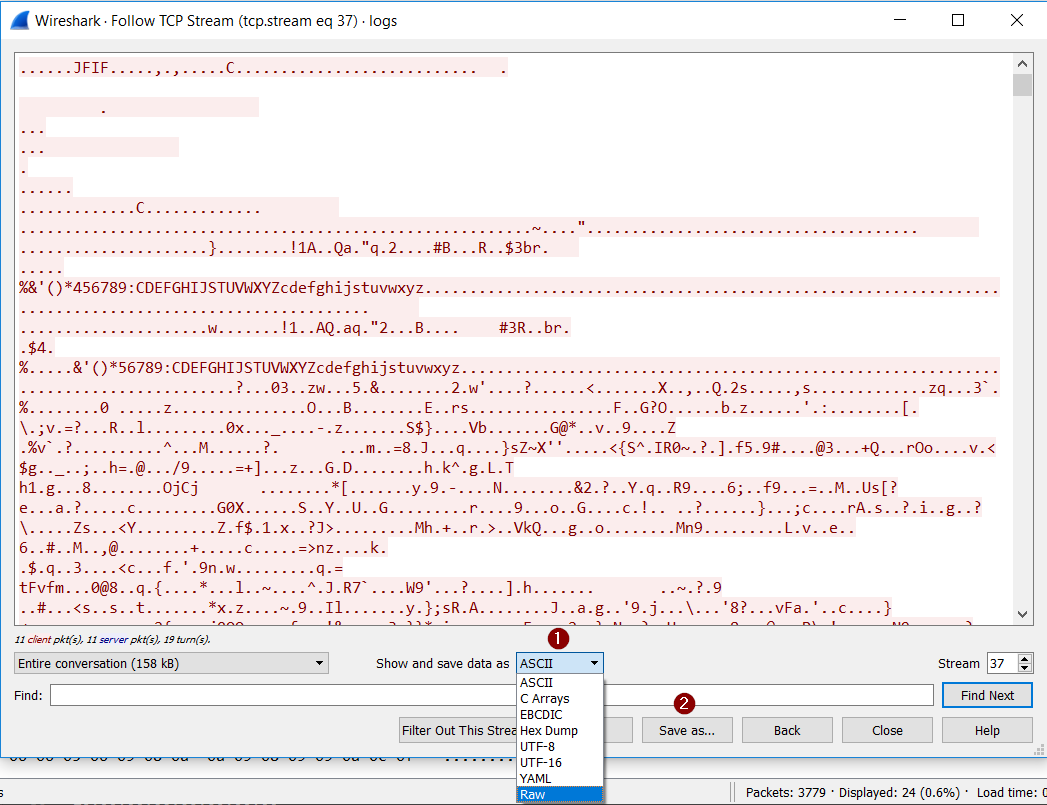 Wireshark · Follow TCP Stream (tcp.stream eq 37) · logs
......JFIF.....,.,.....C.......................... .
.
...
...
.
......
.............C.............
.........................................................~...."....................................
.....................}........!1A..Qa."q.2....#B...R..$3br.
.....
%&'()*456789:CDEFGHIJSTUVWXYZcdefghijstuvwxyz................................................................
.......................................
.....................w.......!1..AQ.aq."2...B.... #3R..br.
.$4.
%.....&'()*56789:CDEFGHIJSTUVWXYZcdefghijstuvwxyz............................................................
........................?...03..zw...5.&........2.w'....?......<.......X..,..Q.2s......,s.............zq...3`.
%........0 .....z...............O...B........E..rs................F..G?O......b.z......'.:........[.
\.;v.=?...R..l.........0x..._....-.z.......S$}....Vb.......G@*..v..9....Z
.%v`.?..........^...M......?. ...m..=8.J...q....}sZ~X''.....<{S^.IR0~.?.].f5.9#....@3...+Q...rOo....v.<
$g.._..;..h=.@.../9.....=+]...z...G.D........h.k^.g.L.T
h1.g...8........OjCj ........*[.......y.9.-....N........&2.?..Y.q..R9....6;..f9...=..M..Us[?
e...a.?.....c.........G0X......S..Y..U..G.........r....9...o..G....c.!.. ..?......}...;c....rA.s..?.i..g..?
\.....Zs...<Y.........Z.f$.1.x..?J>.........Mh.+..r.>..VkQ...g..o........Mn9.........L.v..e..
6..#..M..,@........+.....c.....=>nz....k.
.$.q..3....<c...f.'.9n.w.........q.=
tFvfm...0@8..q.{....*...l..~....^.J.R7`....W9'...?....].h....... ..~.?.9
..#...<s..s..t.......*x.z....~.9..Il.......y.};sR.A........J..a.g..'9.j...\...'8?...vFa.'..c....}
11 client pkt(s), 11 server pkt(s), 19 turn(s).
1
Entire conversation (158 kB)
Show and save data as
ASCII
Stream
37
ASCII
C Arrays
EBCDIC
Hex Dump
UTF-8
UTF-16
YAML
Raw
Find:
Find Next
2
Filter Out This Strea
Save as...
Back
Close
Help
Packets: 3779 · Displayed: 24 (0.6%) · Load time: 0